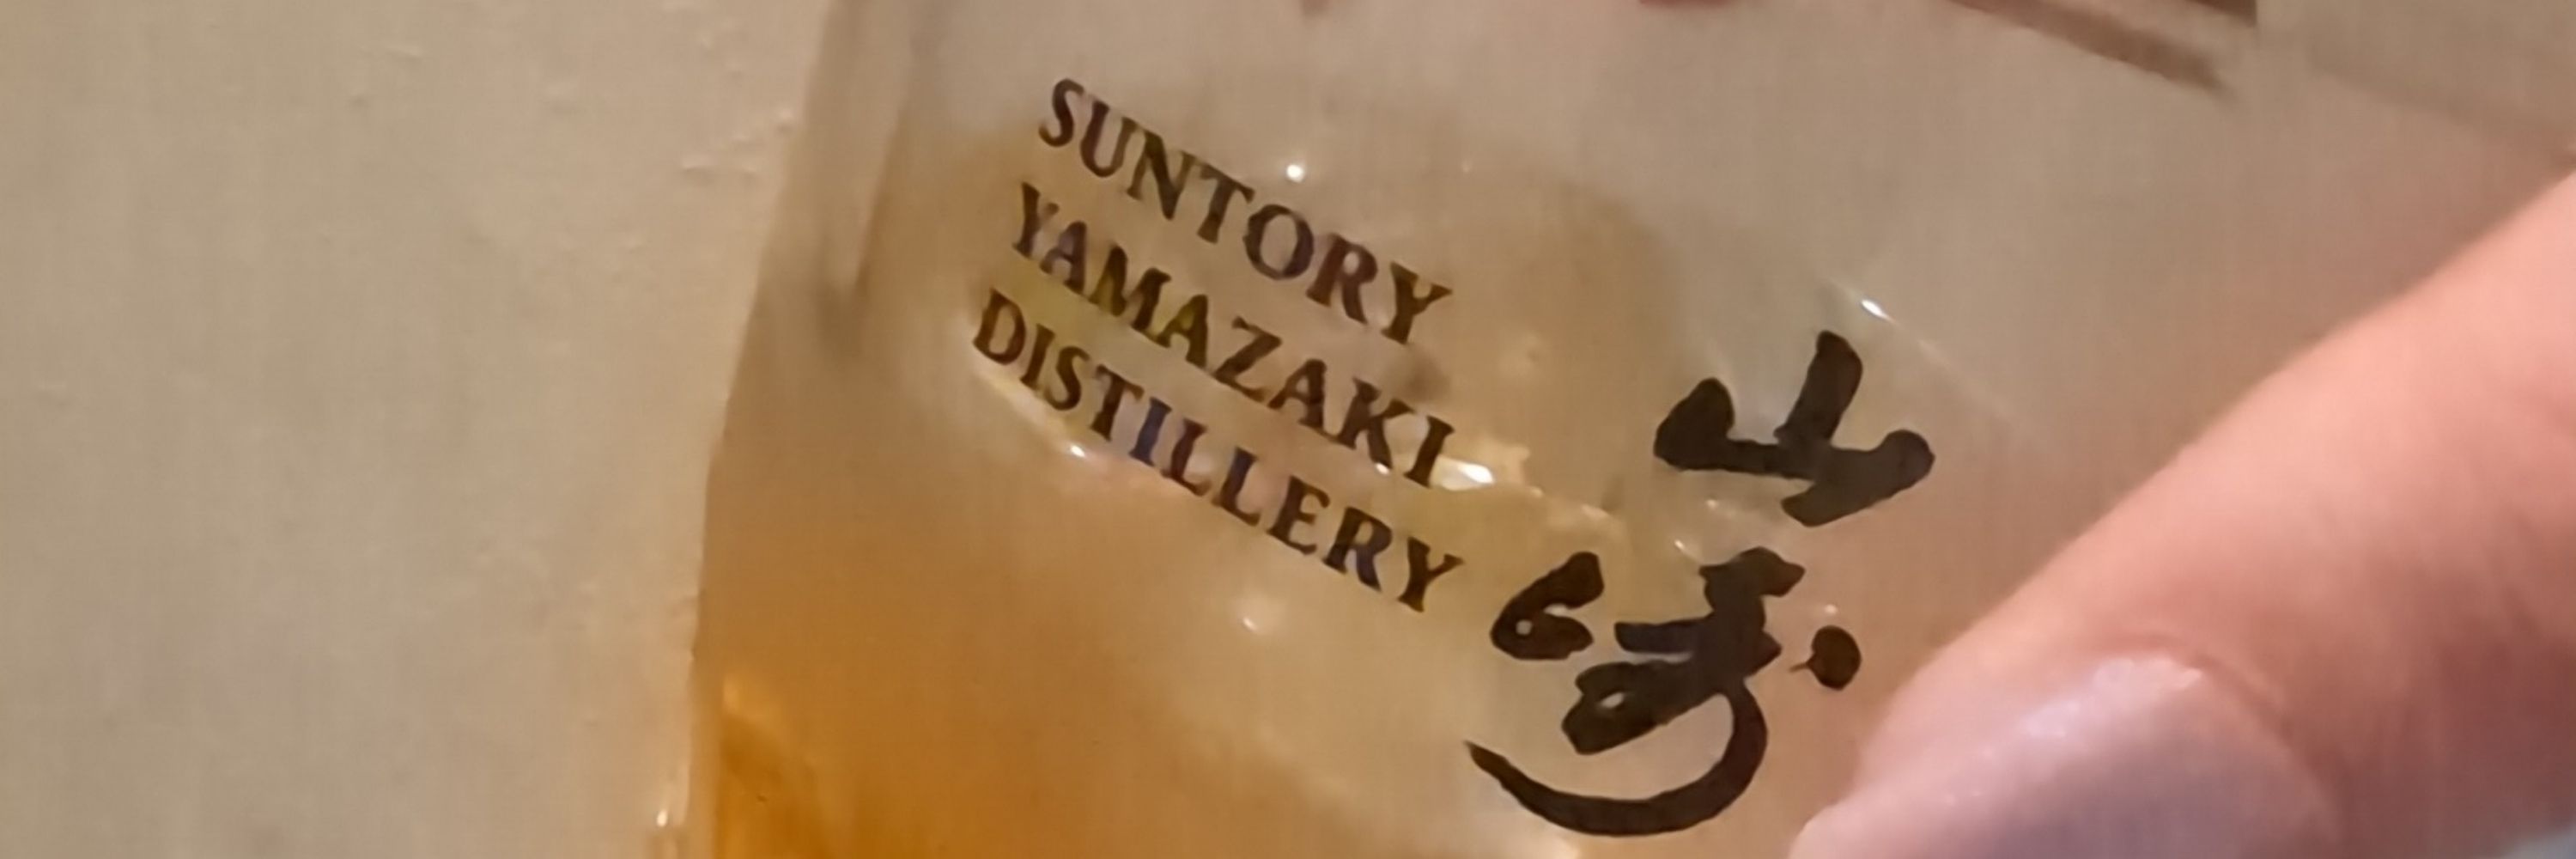 SUNTORY
YAMAZAKI
DISTILLERY
山崎